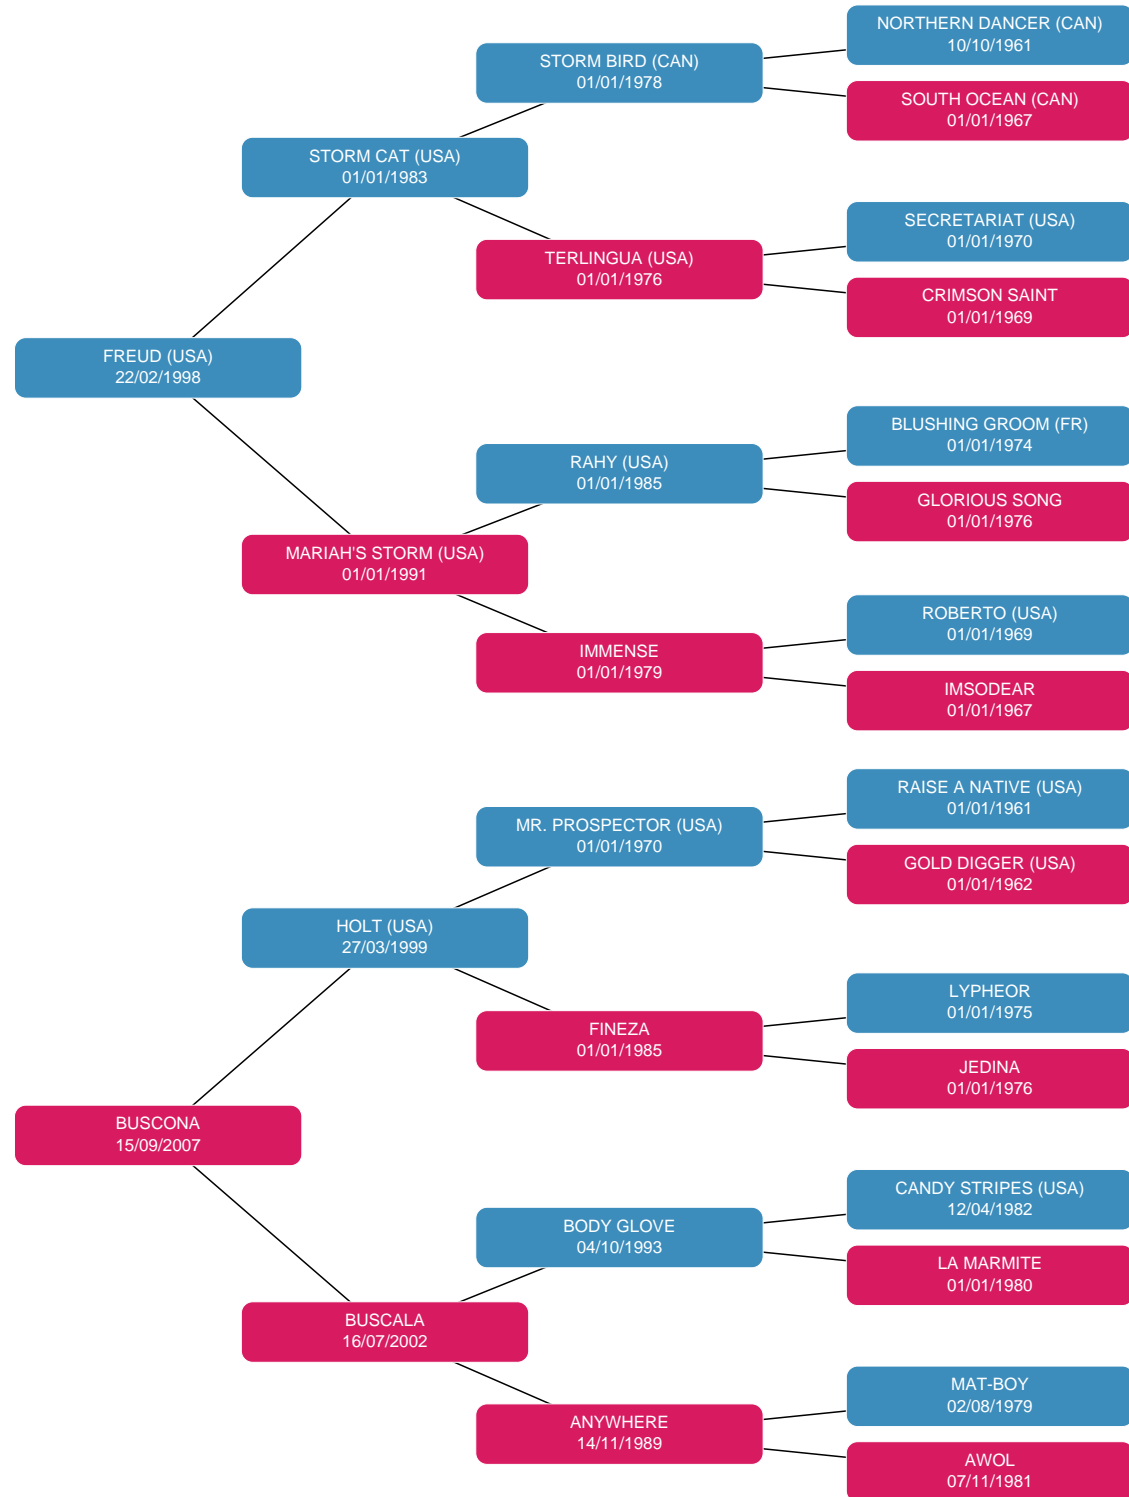 NORTHERN DANCER (CAN)
10/10/1961
STORM BIRD (CAN)
01/01/1978
SOUTH OCEAN (CAN)
01/01/1967
STORM CAT (USA)
01/01/1983
SECRETARIAT (USA)
01/01/1970
TERLINGUA (USA)
01/01/1976
CRIMSON SAINT
01/01/1969
FREUD (USA)
22/02/1998
BLUSHING GROOM (FR)
01/01/1974
RAHY (USA)
01/01/1985
GLORIOUS SONG
01/01/1976
MARIAH'S STORM (USA)
01/01/1991
ROBERTO (USA)
01/01/1969
IMMENSE
01/01/1979
IMSODEAR
01/01/1967
RAISE A NATIVE (USA)
01/01/1961
MR. PROSPECTOR (USA)
01/01/1970
GOLD DIGGER (USA)
01/01/1962
HOLT (USA)
27/03/1999
LYPHEOR
01/01/1975
FINEZA
01/01/1985
JEDINA
01/01/1976
BUSCONA
15/09/2007
CANDY STRIPES (USA)
12/04/1982
BODY GLOVE
04/10/1993
LA MARMITE
01/01/1980
BUSCALA
16/07/2002
MAT-BOY
02/08/1979
ANYWHERE
14/11/1989
AWOL
07/11/1981